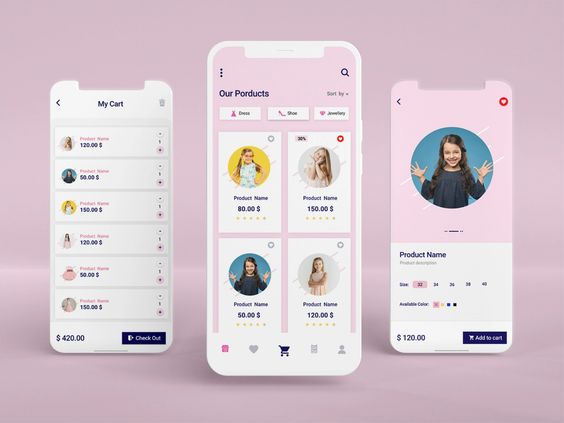 My Cart
Product Name
120.00 $
1
Product Name
50.00 $
1
Product Name
150.00 $
1
Product Name
120.00 $
1
Product Name
50.00 $
1
Product Name
150.00 $
1
$ 420.00
Check Out
Our Porducts
Sort by
Dress
Shoe
Jewellery
Product Name
80.00 $
30%
Product Name
150.00 $
Product Name
50.00 $
Product Name
120.00 $
Product Name
Product description
Size: 32 34 36 38 40
Available Color:
$ 120.00
Add to cart